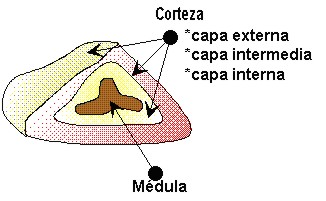 Corteza
*capa externa
*capa intermedia
*capa interna
Médula